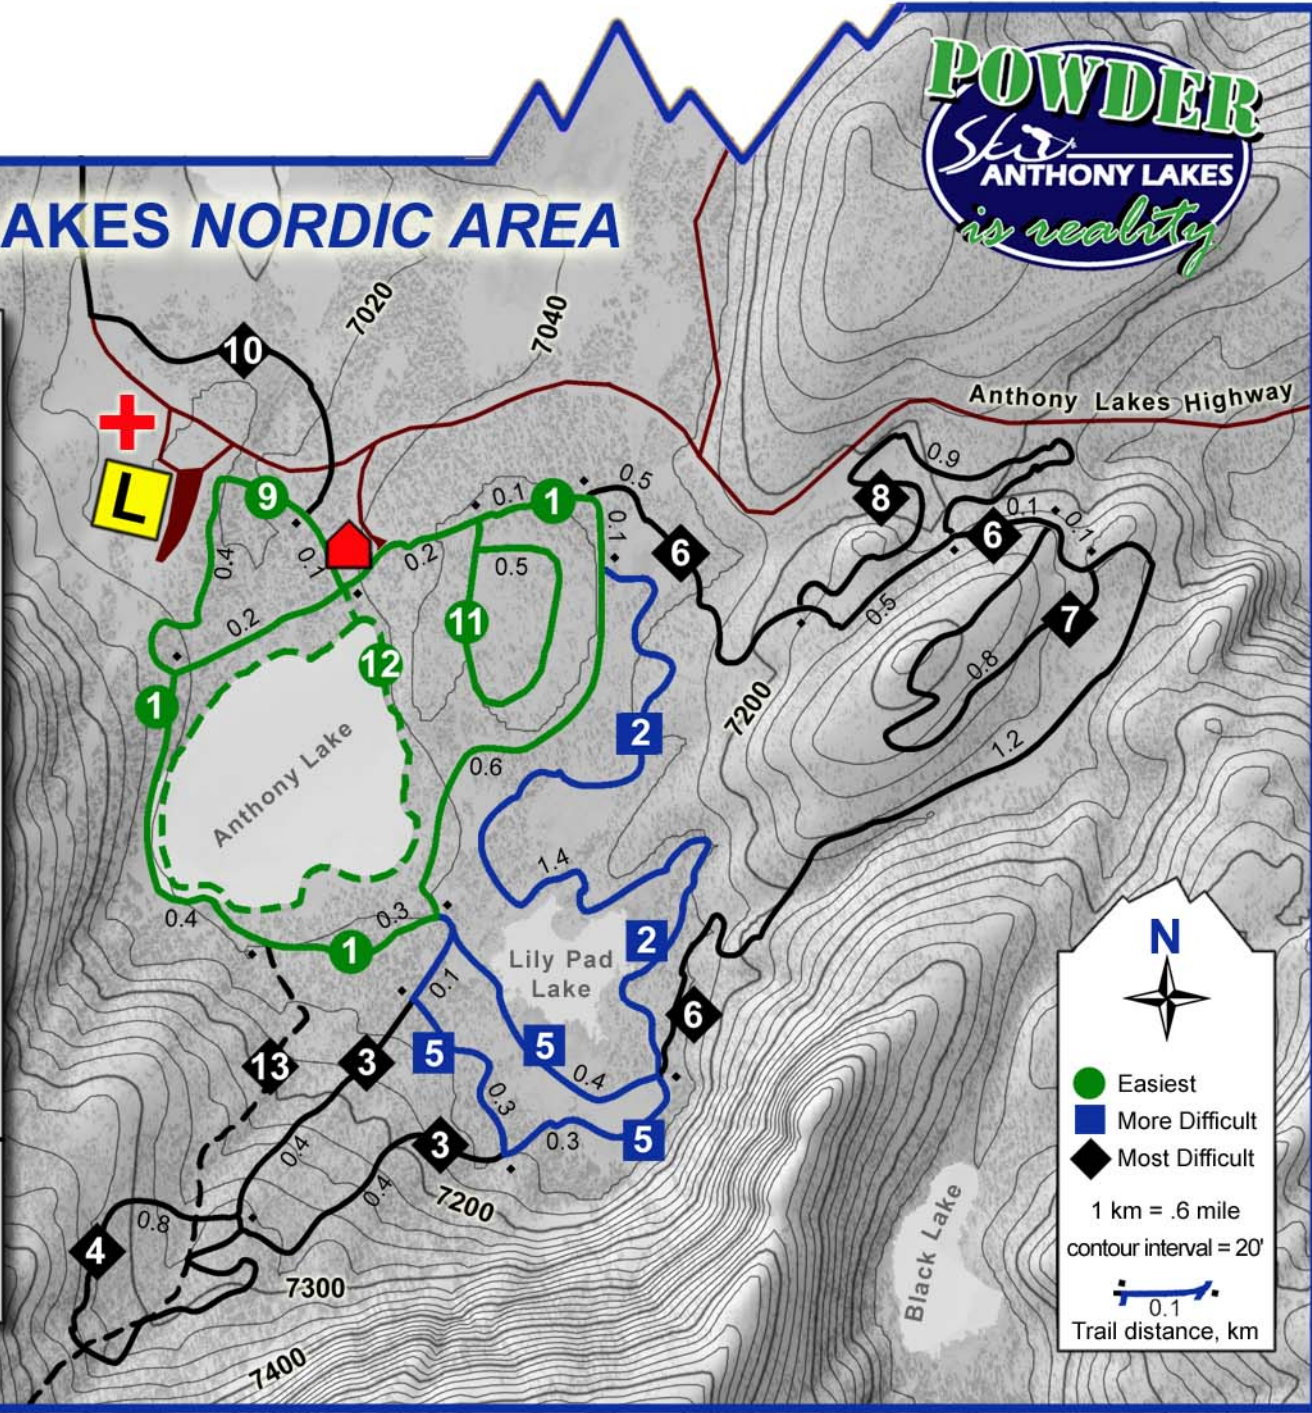 POWDER
Ski
ANTHONY LAKES
is reality
AKES NORDIC AREA
7020
7040
10
Anthony Lakes Highway
L
9
0.1
1
0.5
0.9
8
0.1
6
0.1
0.4
0.1
0.2
0.5
0.1
6
11
0.5
7
0.2
12
0.8
1
2
7200
Anthony Lake
0.6
1.2
1.4
0.4
0.3
1
2
Lily Pad
Lake
N
0.1
6
13
3
5
5
0.4
0.3
Easiest
More Difficult
Most Difficult
0.4
3
0.3
5
0.4
7200
0.8
4
7300
7400
Black Lake
1 km = .6 mile
contour interval = 20'
0.1
Trail distance, km